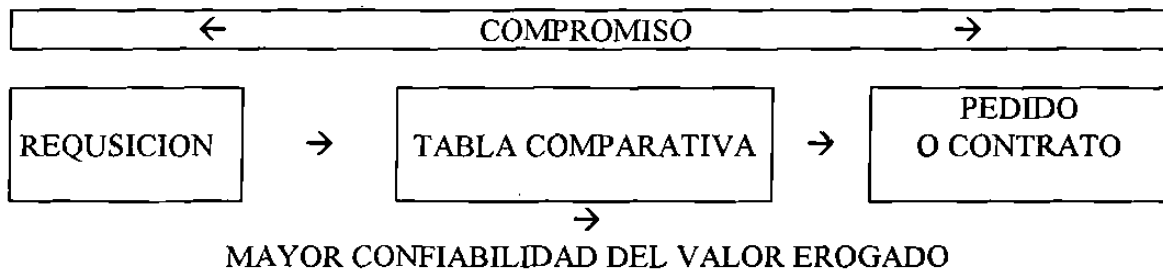 ← COMPROMISO →
REQUSICION → TABLA COMPARATIVA → PEDIDO
O CONTRATO
→
MAYOR CONFIABILIDAD DEL VALOR EROGADO